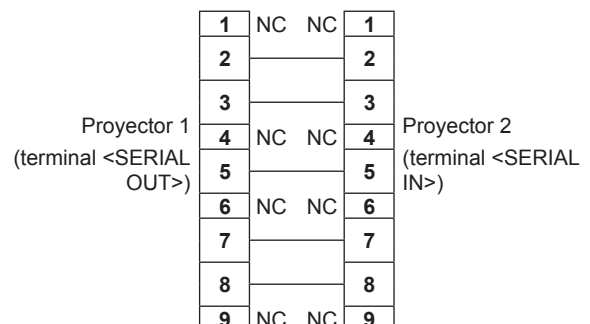 1 NC NC 1
2 2
3 3
Proyector 1
(terminal <SERIAL
OUT>)
4 NC NC 4
Proyector 2
(terminal <SERIAL
IN>)
5 5
6 NC NC 6
7 7
8 8
9 NC NC 9